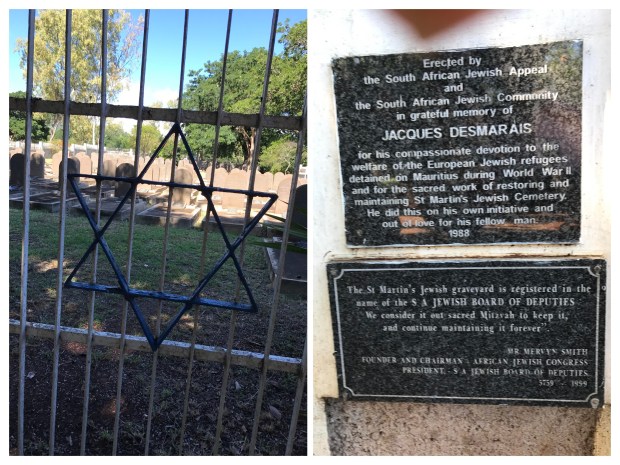 Erected by
the South African Jewish Appeal
and
the South African Jewish Community
in grateful memory of
JACQUES DESMARAIS
for his compassionate devotion to the
welfare of the European Jewish refugees
detained on Mauritius during World War II
and for the sacred work of restoring and
maintaining St Martin's Jewish Cemetery.
He did this on his own initiative and
out of love for his fellow man.
1988
The St Martin's Jewish graveyard is registered in the
name of the S A JEWISH BOARD OF DEPUTIES
We consider it out sacred Mitzvah to keep it,
and continue maintaining it forever"
MR MERVYN SMITH
FOUNDER AND CHAIRMAN - AFRICAN JEWISH CONGRESS
PRESIDENT - S A JEWISH BOARD OF DEPUTIES
5759 - 1999